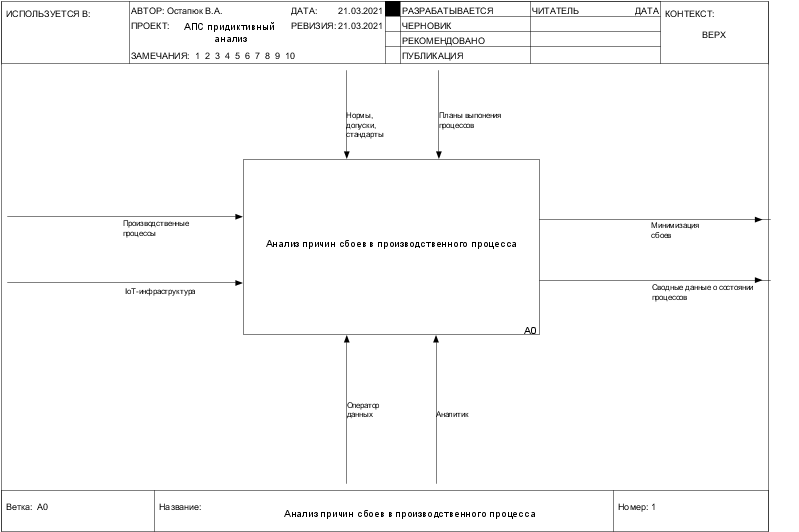 ИСПОЛЬЗУЕТСЯ В:
АВТОР: Остапюк В.А.
ДАТА: 21.03.2021
РАЗРАБАТЫВАЕТСЯ
ЧИТАТЕЛЬ
ДАТА
КОНТЕКСТ:
ПРОЕКТ: АПС придиктивный
анализ
РЕВИЗИЯ: 21.03.2021
ЧЕРНОВИК
РЕКОМЕНДОВАНО
ВЕРХ
ЗАМЕЧАНИЯ: 1 2 3 4 5 6 7 8 9 10
ПУБЛИКАЦИЯ
Нормы,
допуски,
стандарты
Планы выпонения
процессов
Производственные
процессы
IoT-инфраструктура
Анализ причин сбоев в производственного процесса
A0
Минимизация
сбоев
Сводные данные о состоянии
процессов
Оператор
данных
Аналитик
Ветка: A0
Название:
Анализ причин сбоев в производственного процесса
Номер: 1